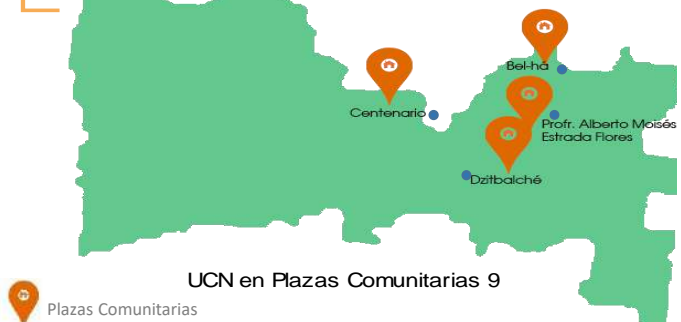 Bel-há
Centenario
Profr. Alberto Moisés
Estrada Flores
Dzitbalché
UCN en Plazas Comunitarias 9
Plazas Comunitarias